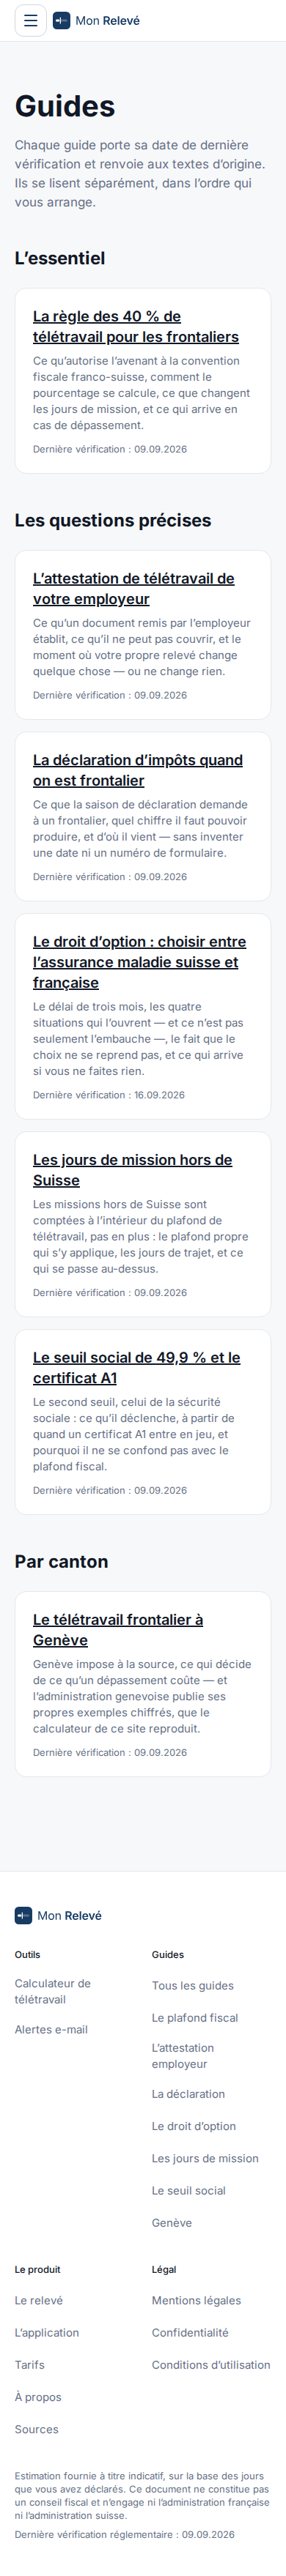 Mon Relevé
Guides
Chaque guide porte sa date de dernière
vérification et renvoie aux textes d’origine.
Ils se lisent séparément, dans l’ordre qui
vous arrange.
L’essentiel
La règle des 40 % de
télétravail pour les frontaliers
Ce qu’autorise l’avenant à la convention
fiscale franco-suisse, comment le
pourcentage se calcule, ce que changent
les jours de mission, et ce qui arrive en
cas de dépassement.
Dernière vérification : 09.09.2026
Les questions précises
L’attestation de télétravail de
votre employeur
Ce qu’un document remis par l’employeur
établit, ce qu’il ne peut pas couvrir, et le
moment où votre propre relevé change
quelque chose — ou ne change rien.
Dernière vérification : 09.09.2026
La déclaration d’impôts quand
on est frontalier
Ce que la saison de déclaration demande
à un frontalier, quel chiffre il faut pouvoir
produire, et d’où il vient — sans inventer
une date ni un numéro de formulaire.
Dernière vérification : 09.09.2026
Le droit d’option : choisir entre
l’assurance maladie suisse et
française
Le délai de trois mois, les quatre
situations qui l’ouvrent — et ce n’est pas
seulement l’embauche —, le fait que le
choix ne se reprend pas, et ce qui arrive
si vous ne faites rien.
Dernière vérification : 16.09.2026
Les jours de mission hors de
Suisse
Les missions hors de Suisse sont
comptées à l’intérieur du plafond de
télétravail, pas en plus : le plafond propre
qui s’y applique, les jours de trajet, et ce
qui se passe au-dessus.
Dernière vérification : 09.09.2026
Le seuil social de 49,9 % et le
certificat A1
Le second seuil, celui de la sécurité
sociale : ce qu’il déclenche, à partir de
quand un certificat A1 entre en jeu, et
pourquoi il ne se confond pas avec le
plafond fiscal.
Dernière vérification : 09.09.2026
Par canton
Le télétravail frontalier à
Genève
Genève impose à la source, ce qui décide
de ce qu’un dépassement coûte — et
l’administration genevoise publie ses
propres exemples chiffrés, que le
calculateur de ce site reproduit.
Dernière vérification : 09.09.2026
Mon Relevé
Outils
Calculateur de
télétravail
Alertes e-mail
Guides
Tous les guides
Le plafond fiscal
L’attestation
employeur
La déclaration
Le droit d’option
Les jours de mission
Le seuil social
Genève
Le produit
Le relevé
L’application
Tarifs
À propos
Sources
Légal
Mentions légales
Confidentialité
Conditions d’utilisation
Estimation fournie à titre indicatif, sur la base des jours
que vous avez déclarés. Ce document ne constitue pas
un conseil fiscal et n’engage ni l’administration française
ni l’administration suisse.
Dernière vérification réglementaire : 09.09.2026